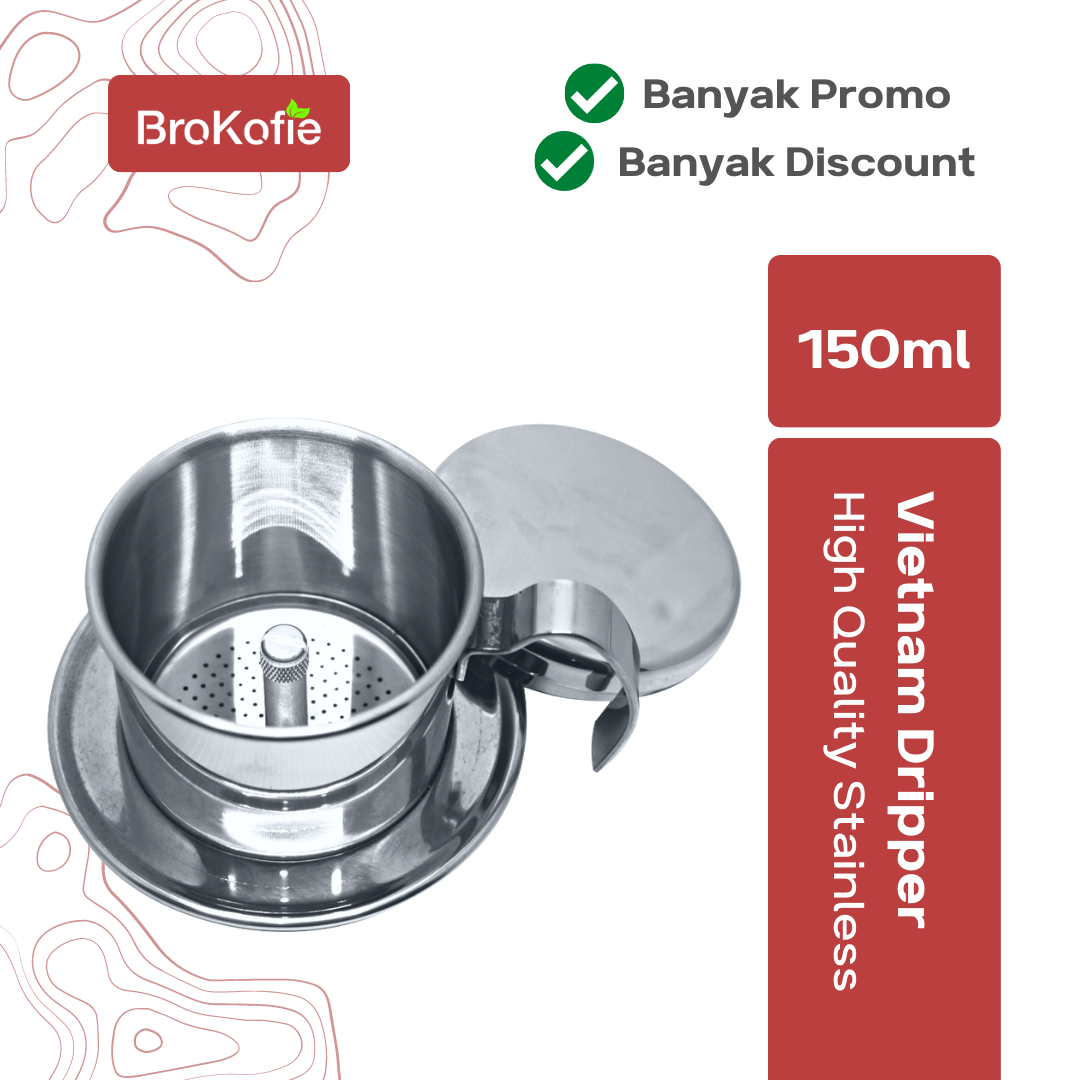 BroKofie
Banyak Promo
Banyak Discount
150ml
Vietnam Dripper
High Quality Stainless